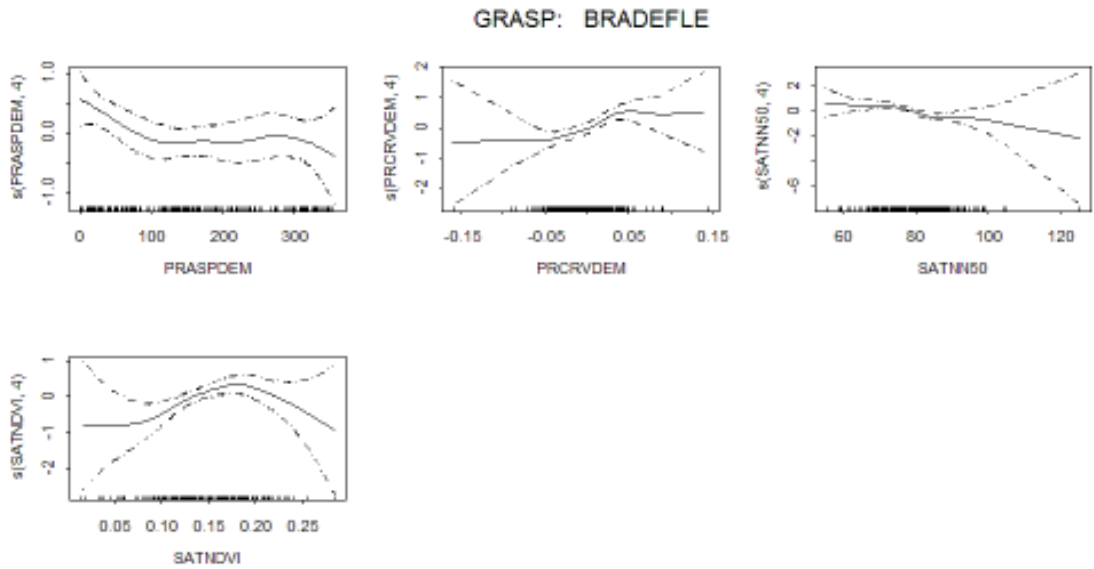 GRASP: BRADEFLE
s(PRASPDEM, 4)
1.0
0.0
-1.0
0 100 200 300
PRASPDEM
s(PRCRVDEM, 4)
2
1
0
-1
-2
-0.15 -0.05 0.05 0.15
PRCRVDEM
s(SATNN50, 4)
2
0
-2
-6
60 80 100 120
SATNN50
s(SATNDVI, 4)
1
0
-1
-2
0.05 0.10 0.15 0.20 0.25
SATNDVI